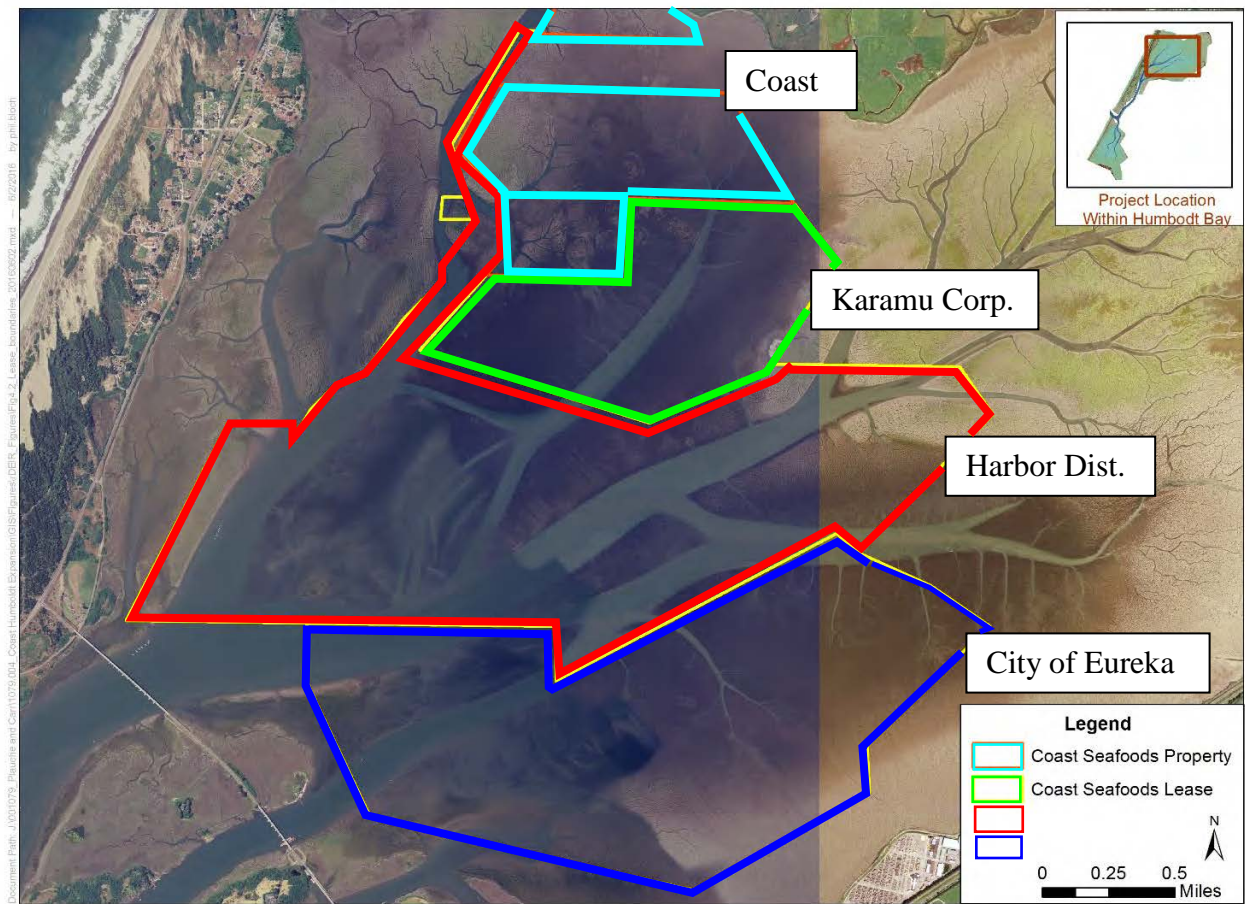 Coast
Project Location
Within Humbodt Bay
Karamu Corp.
Harbor Dist.
City of Eureka
Legend
Coast Seafoods Property
Coast Seafoods Lease
N
0 0.25 0.5
Miles